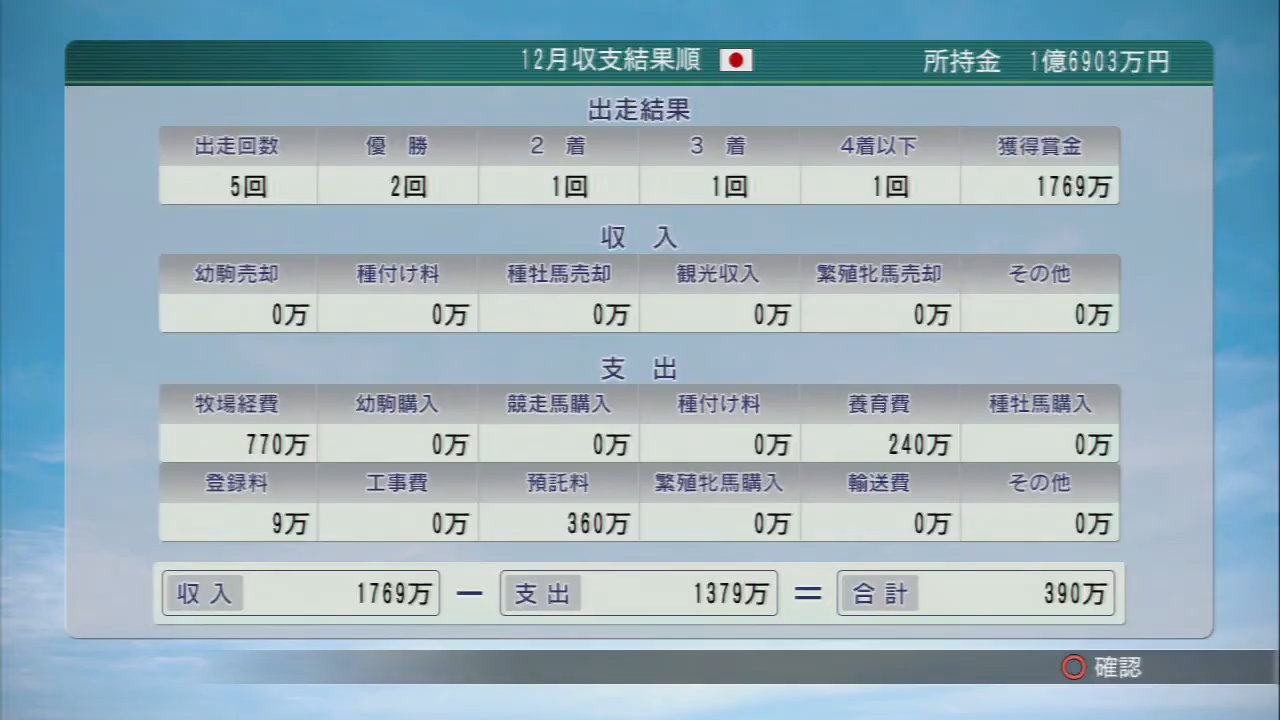 12月収支結果順 所持金 1億6903万円
出走結果
出走回数 優 勝 2 着 3 着 4着以下 獲得賞金
5回 2回 1回 1回 1回 1769万
収 入
幼駒売却 種付け料 種牡馬売却 観光収入 繁殖牝馬売却 その他
0万 0万 0万 0万 0万 0万
支 出
牧場経費 幼駒購入 競走馬購入 種付け料 養育費 種牡馬購入
770万 0万 0万 0万 240万 0万
登録料 工事費 預託料 繁殖牝馬購入 輸送費 その他
9万 0万 360万 0万 0万 0万
収入 1769万 － 支出 1379万 ＝ 合計 390万
○ 確認